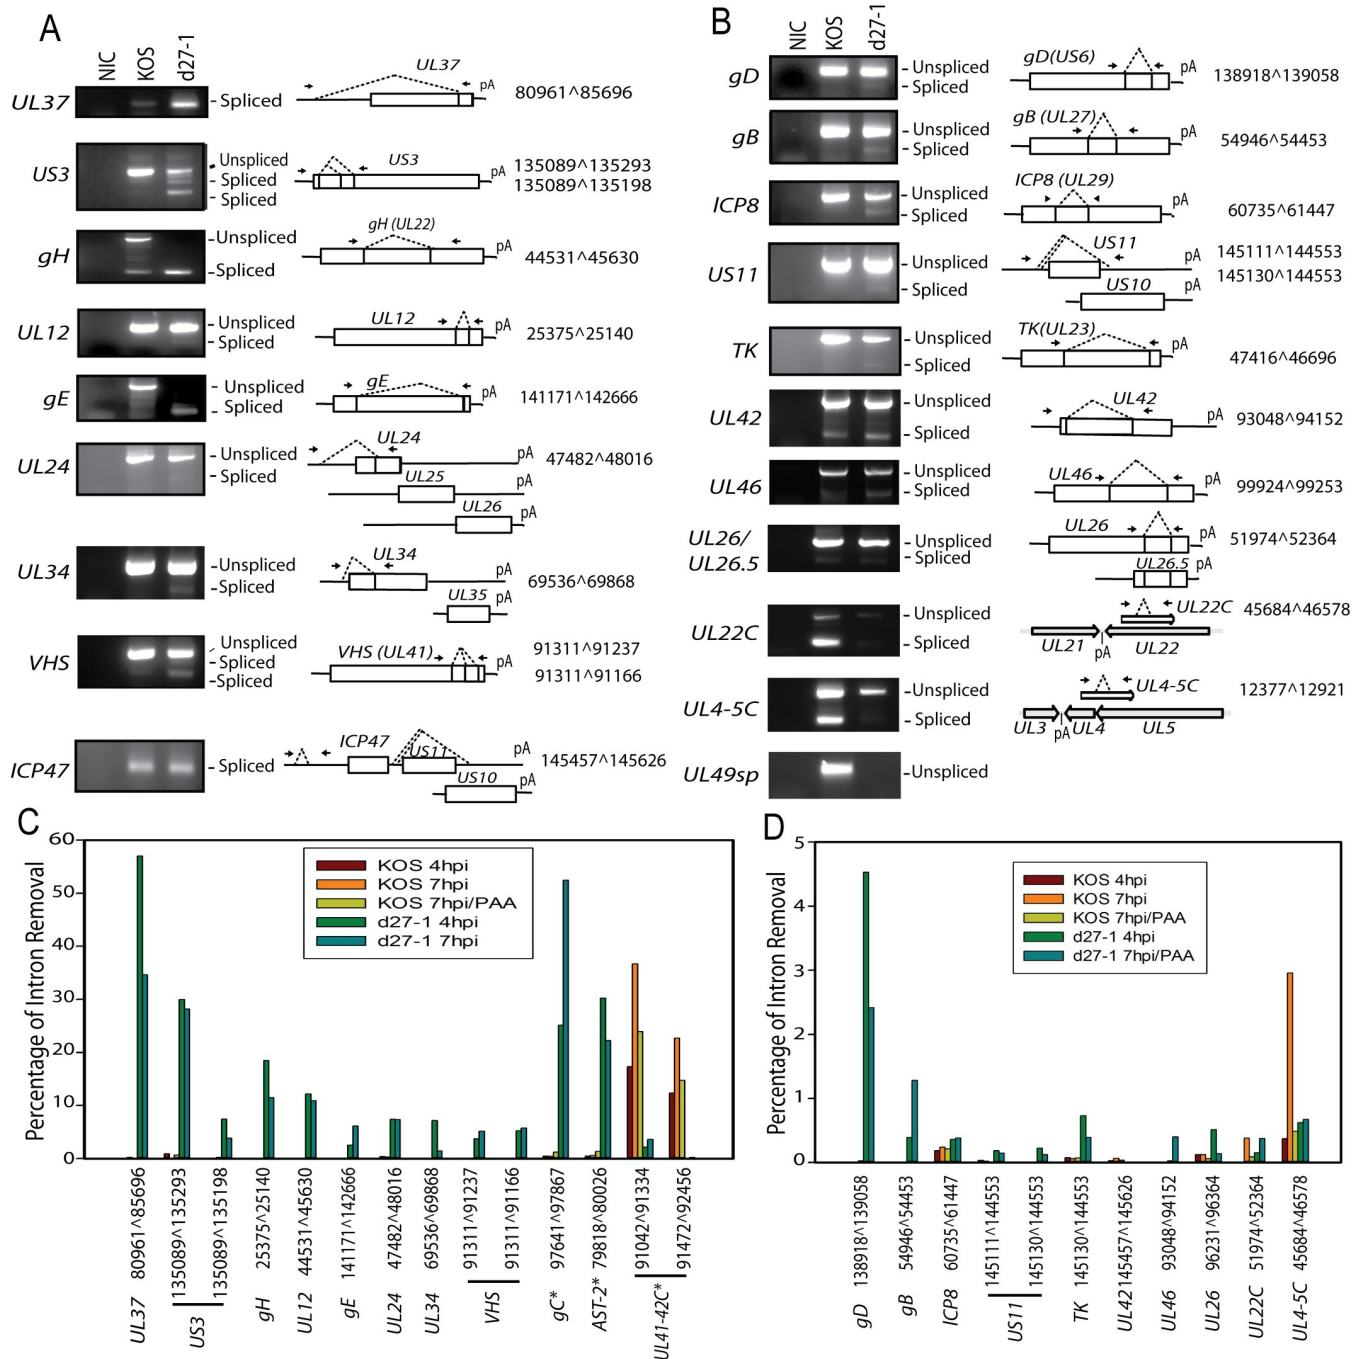 A
NIC
KOS
d27-1
UL37
- Spliced
UL37
pA
80961^85696
US3
Unspliced
- Spliced
- Spliced
US3
pA
135089^135293
135089^135198
gH
-Unspliced
-Spliced
gH (UL22)
pA
44531^45630
UL12
- Unspliced
- Spliced
UL12
pA
25375^25140
gE
- Unspliced
- Spliced
gE
pA
141171^142666
UL24
- Unspliced
- Spliced
UL24
pA
47482^48016
UL25
pA
UL26
pA
UL34
-Unspliced
-Spliced
UL34
pA
69536^69868
UL35
pA
VHS
Unspliced
-Spliced
-Spliced
VHS (UL41)
pA
91311^91237
91311^91166
ICP47
-Spliced
ICP47
US11
pA
145457^145626
US10
pA
B
NIC
KOS
d27-1
gD
- Unspliced
- Spliced
gD(US6)
pA
138918^139058
gB
- Unspliced
- Spliced
gB (UL27)
pA
54946^54453
ICP8
- Unspliced
- Spliced
ICP8 (UL29)
pA
60735^61447
US11
- Unspliced
- Spliced
US11
pA
145111^144553
145130^144553
US10
pA
TK
- Unspliced
- Spliced
TK(UL23)
pA
47416^46696
UL42
-Unspliced
-Spliced
UL42
pA
93048^94152
UL46
-Unspliced
-Spliced
UL46
pA
99924^99253
UL26/
UL26.5
-Unspliced
-Spliced
UL26
pA
51974^52364
UL26.5
pA
UL22C
-Unspliced
-Spliced
UL22C
45684^46578
UL21
pA
UL22
UL4-5C
-Unspliced
-Spliced
UL4-5C
12377^12921
UL3
pA
UL4
UL5
UL49sp
-Unspliced
C
Percentage of Intron Removal
60
50
40
30
20
10
0
KOS 4hpi
KOS 7hpi
KOS 7hpi/PAA
d27-1 4hpi
d27-1 7hpi
UL37 80961^85696
US3
135089^135293
135089^135198
gH 25375^25140
UL12 44531^45630
gE 141171^142666
UL24 47482^48016
UL34 69536^69868
VHS
91311^91237
91311^91166
gC* 97641^97867
AST-2* 79818^80026
UL41-42C*
91042^91334
91472^92456
D
Percentage of Intron Removal
5
4
3
2
1
0
KOS 4hpi
KOS 7hpi
KOS 7hpi/PAA
d27-1 4hpi
d27-1 7hpi/PAA
gD 138918^139058
gB 54946^54453
ICP8 60735^61447
US11
145111^144553
145130^144553
TK 145130^144553
UL42 145457^145626
UL46 93048^94152
UL26 96231^96364
UL22C 51974^52364
UL4-5C 45684^46578